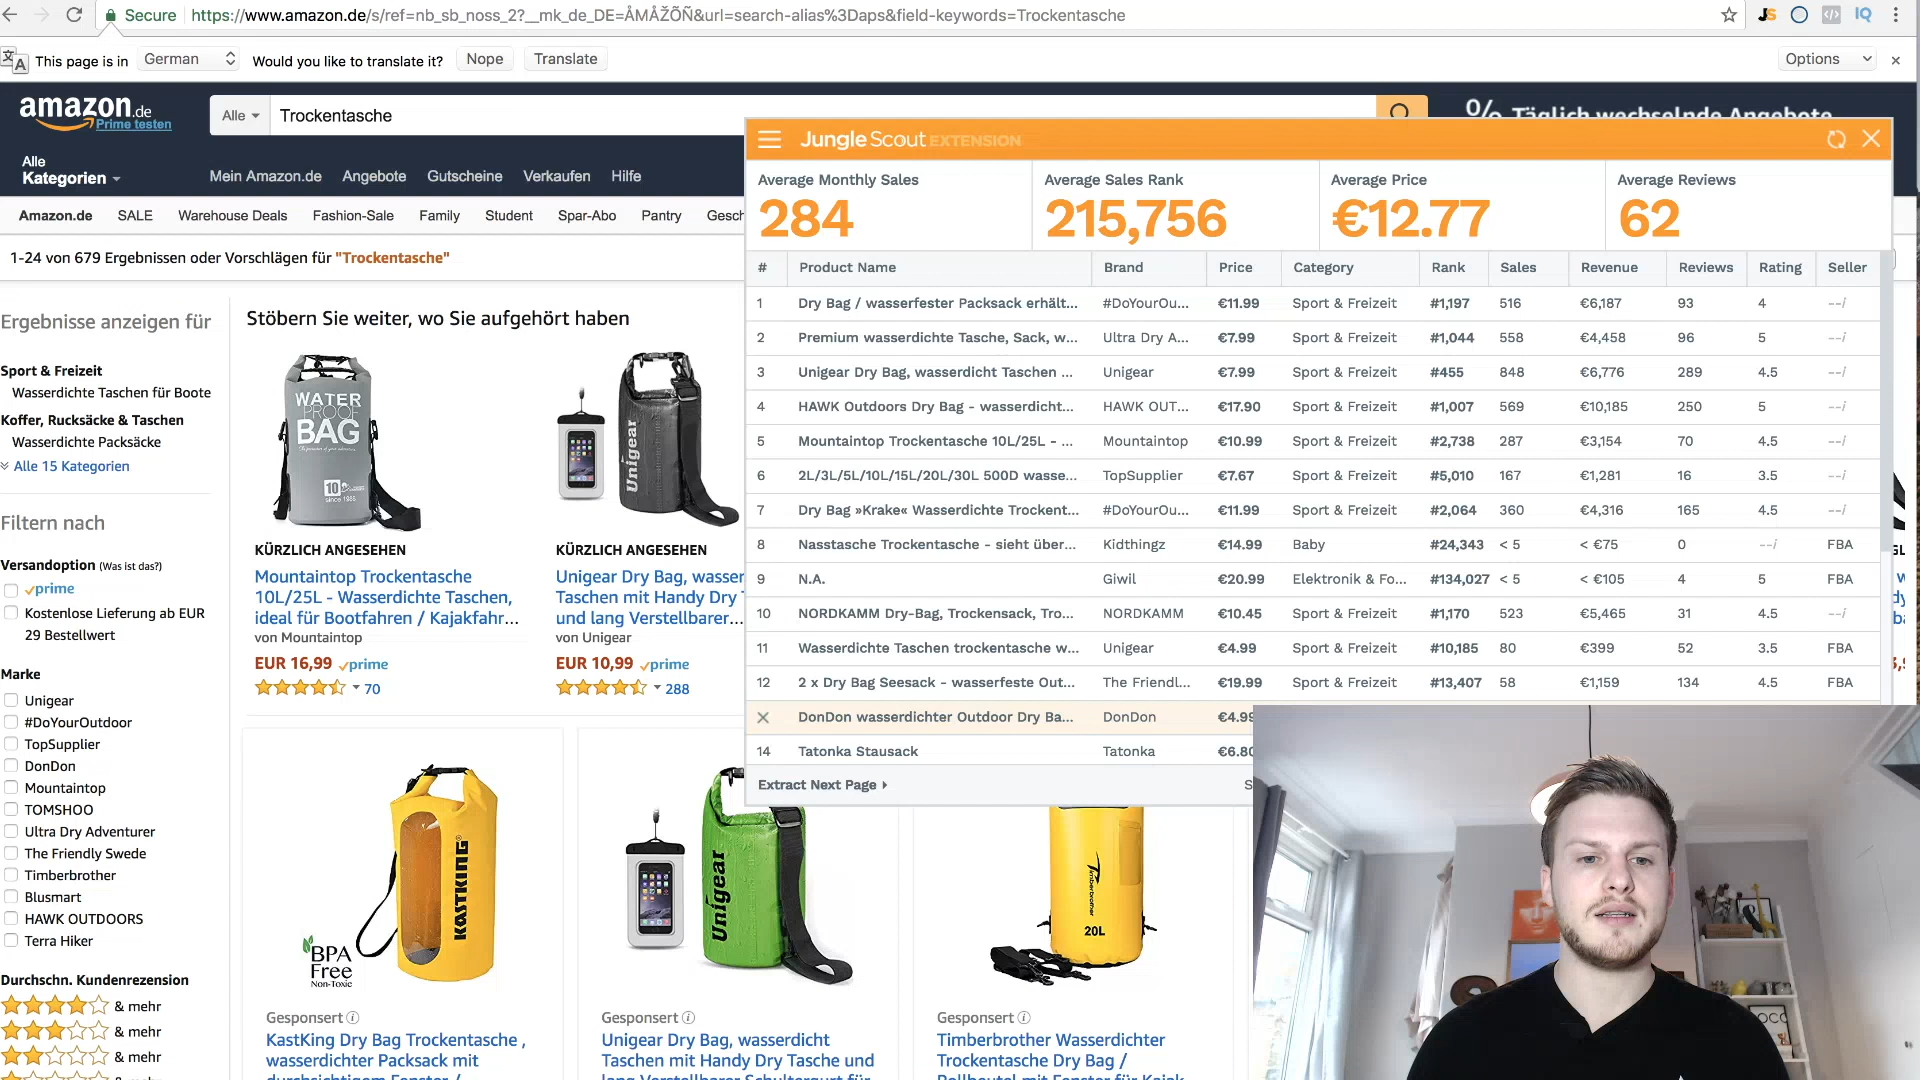 Secure https://www.amazon.de/s/ref=nb_sb_noss_2?__mk_de_DE=ÅMÅŽÕÑ&url=search-alias%3Daps&field-keywords=Trockentasche
This page is in German Would you like to translate it? Nope Translate Options
amazon.de
Prime testen
Alle Trockentasche
Täglich wechselnde Angebote
Alle
Kategorien
Mein Amazon.de Angebote Gutscheine Verkaufen Hilfe
Amazon.de SALE Warehouse Deals Fashion-Sale Family Student Spar-Abo Pantry Gesch
1-24 von 679 Ergebnissen oder Vorschlägen für "Trockentasche"
Jungle Scout EXTENSION
Average Monthly Sales
284
Average Sales Rank
215,756
Average Price
€12.77
Average Reviews
62
# Product Name Brand Price Category Rank Sales Revenue Reviews Rating Seller
1 Dry Bag / wasserfester Packsack erhält... #DoYourOu... €11.99 Sport & Freizeit #1,197 516 €6,187 93 4 --i
2 Premium wasserdichte Tasche, Sack, w... Ultra Dry A... €7.99 Sport & Freizeit #1,044 558 €4,458 96 5 --i
3 Unigear Dry Bag, wasserdicht Taschen ... Unigear €7.99 Sport & Freizeit #455 848 €6,776 289 4.5 --i
4 HAWK Outdoors Dry Bag - wasserdicht... HAWK OUT... €17.90 Sport & Freizeit #1,007 569 €10,185 250 5 --i
5 Mountaintop Trockentasche 10L/25L - ... Mountaintop €10.99 Sport & Freizeit #2,738 287 €3,154 70 4.5 --i
6 2L/3L/5L/10L/15L/20L/30L 500D wasse... TopSupplier €7.67 Sport & Freizeit #5,010 167 €1,281 16 3.5 --i
7 Dry Bag »Krake« Wasserdichte Trockent... #DoYourOu... €11.99 Sport & Freizeit #2,064 360 €4,316 165 4.5 --i
8 Nasstasche Trockentasche - sieht über... Kidthingz €14.99 Baby #24,343 < 5 < €75 0 --i FBA
9 N.A. Giwil €20.99 Elektronik & Fo... #134,027 < 5 < €105 4 5 FBA
10 NORDKAMM Dry-Bag, Trockensack, Tro... NORDKAMM €10.45 Sport & Freizeit #1,170 523 €5,465 31 4.5 --i
11 Wasserdichte Taschen trockentasche w... Unigear €4.99 Sport & Freizeit #10,185 80 €399 52 3.5 FBA
12 2 x Dry Bag Seesack - wasserfeste Out... The Friendl... €19.99 Sport & Freizeit #13,407 58 €1,159 134 4.5 FBA
DonDon wasserdichter Outdoor Dry Ba... DonDon €4.99
14 Tatonka Stausack Tatonka €6.80
Extract Next Page
Ergebnisse anzeigen für
Sport & Freizeit
Wasserdichte Taschen für Boote
Koffer, Rucksäcke & Taschen
Wasserdichte Packsäcke
Alle 15 Kategorien
Filtern nach
Versandoption (Was ist das?)
prime
Kostenlose Lieferung ab EUR
29 Bestellwert
Marke
Unigear
#DoYourOutdoor
TopSupplier
DonDon
Mountaintop
TOMSHOO
Ultra Dry Adventurer
The Friendly Swede
Timberbrother
Blusmart
HAWK OUTDOORS
Terra Hiker
Durchschn. Kundenrezension
& mehr
& mehr
& mehr
Stöbern Sie weiter, wo Sie aufgehört haben
WATER
PROOF
BAG
10
since 1985
Unigear
KÜRZLICH ANGESEHEN
Mountaintop Trockentasche
10L/25L - Wasserdichte Taschen,
ideal für Bootfahren / Kajakfahr...
von Mountaintop
EUR 16,99 prime
70
KÜRZLICH ANGESEHEN
Unigear Dry Bag, wasser
Taschen mit Handy Dry
und lang Verstellbarer...
von Unigear
EUR 10,99 prime
288
KASTKING
BPA
Free
Non-Toxic
Gesponsert
KastKing Dry Bag Trockentasche ,
wasserdichter Packsack mit
durchsichtigem Fenster /
Unigear
Gesponsert
Unigear Dry Bag, wasserdicht
Taschen mit Handy Dry Tasche und
lang Verstellbarer Schultergurt für
Timberbrother
20L
Gesponsert
Timberbrother Wasserdichter
Trockentasche Dry Bag /
Rollbeutel mit Fenster für Kajak